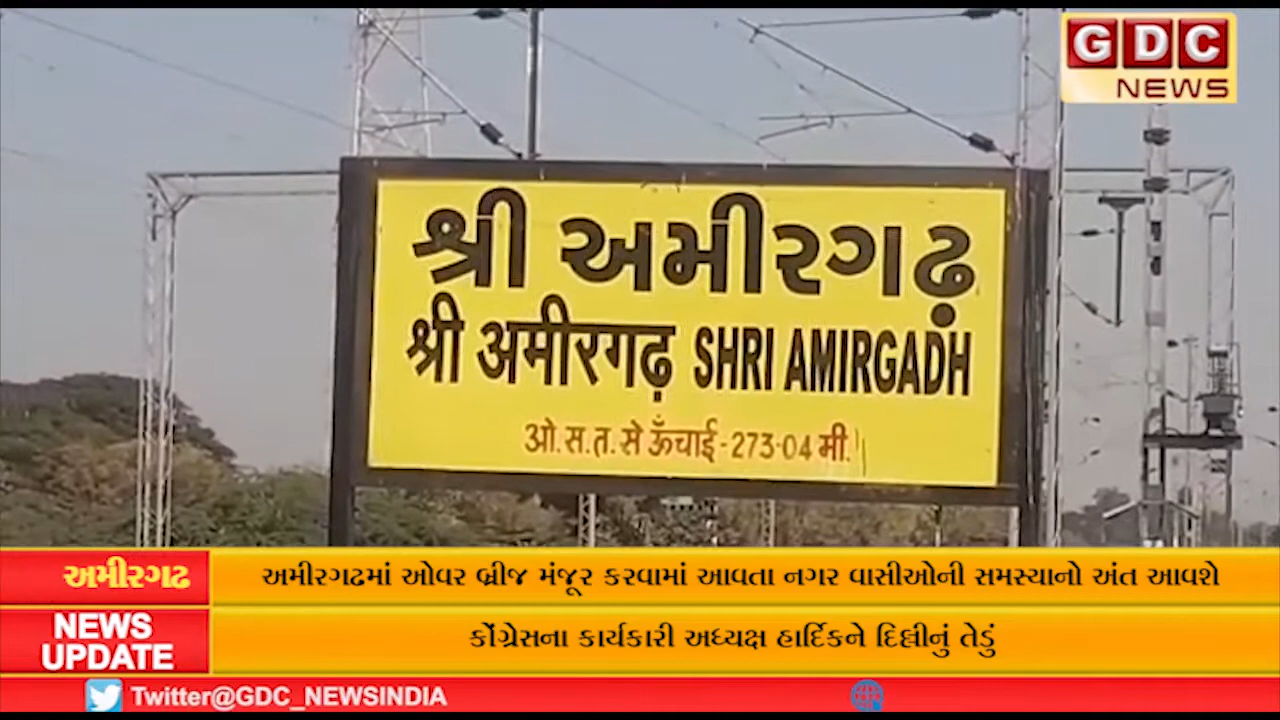 GDC
NEWS
શ્રી અમીરગઢ
श्री अमीरगढ़ SHRI AMIRGADH
ओ.स.त.से ऊँचाई-273·04 मी.
અમીરગઢ
અમીરગઢમાં ઓવર બ્રીજ મંજૂર કરવામાં આવતા નગર વાસીઓની સમસ્યાનો અંત આવશે
NEWS
UPDATE
કોંગ્રેસના કાર્યકારી અધ્યક્ષ હાર્દિકને દિલ્લીનું તેડું
Twitter@GDC_NEWSINDIA